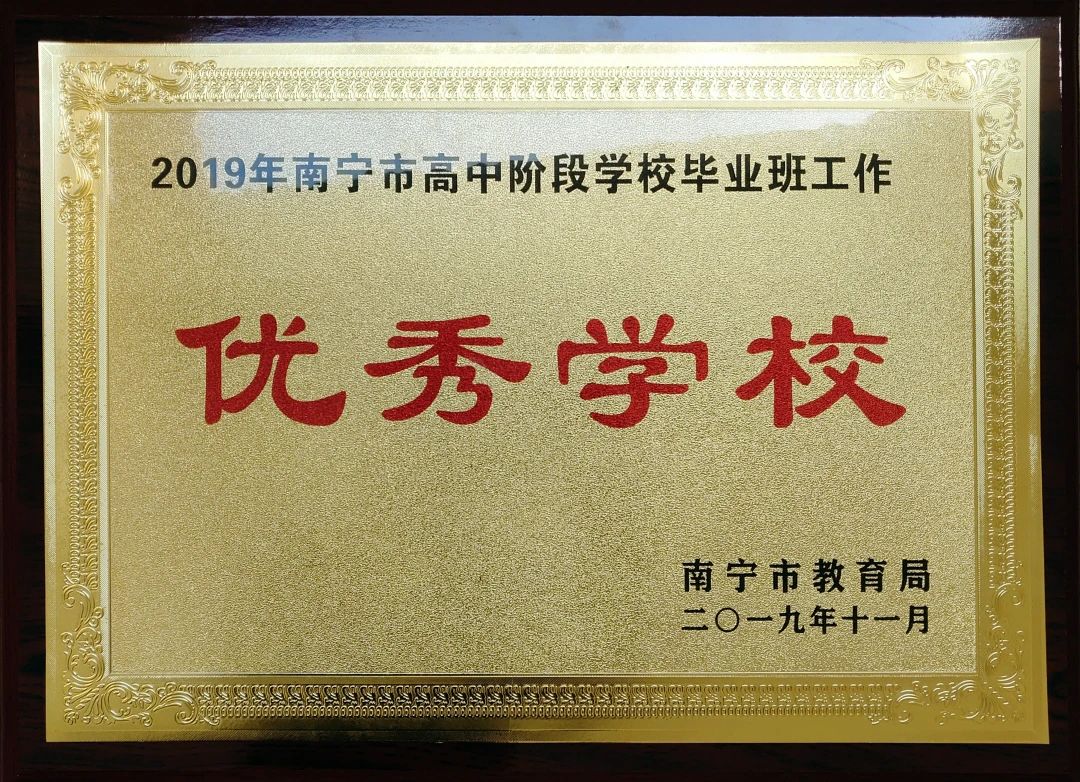 2019年南宁市高中阶段学校毕业班工作
优秀学校
南宁市教育局
二〇一九年十一月